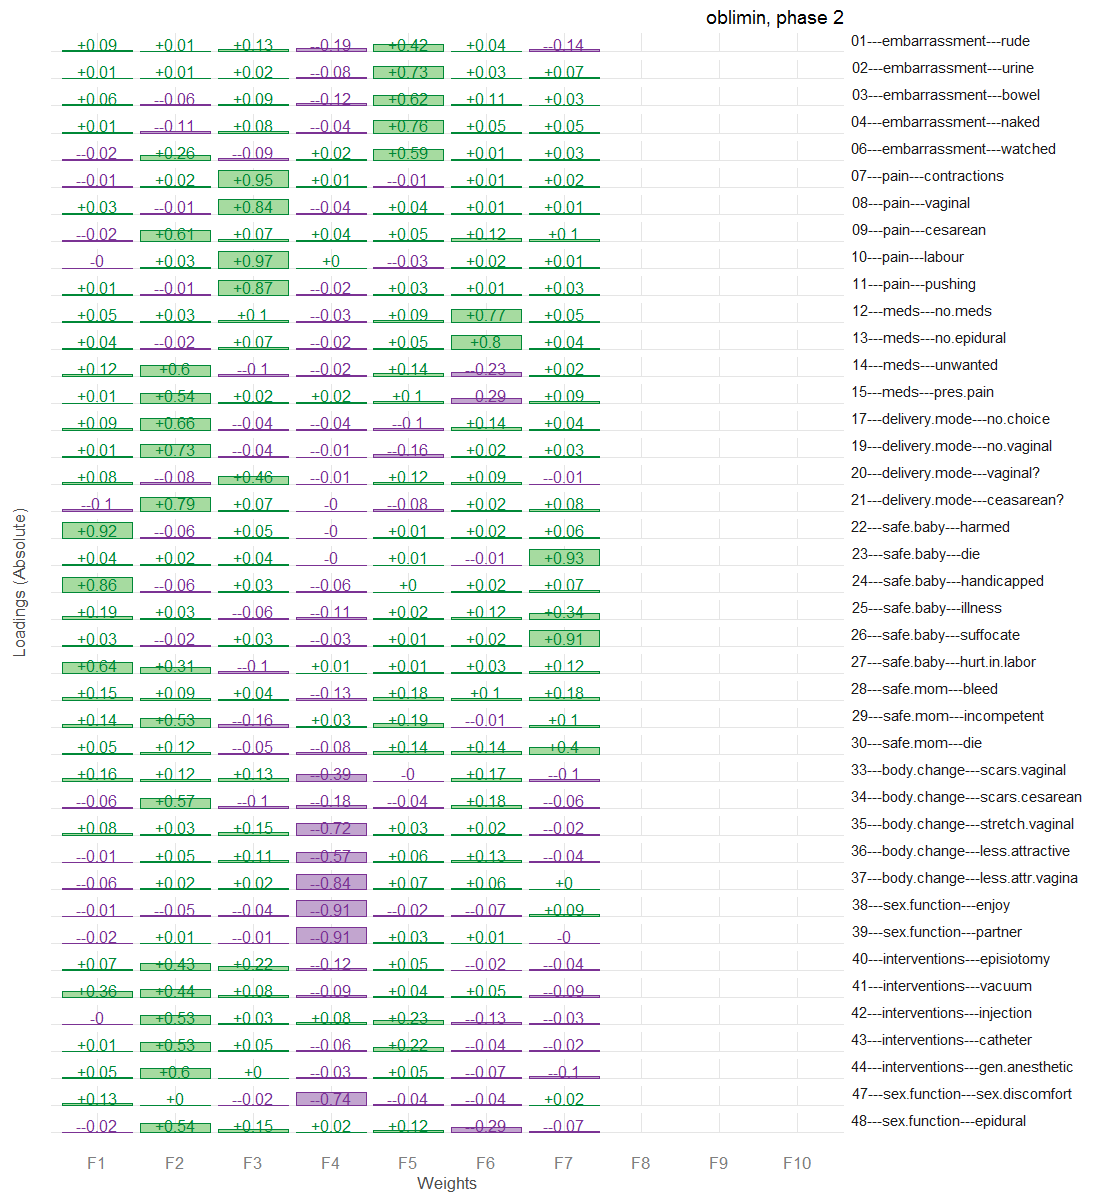 oblimin, phase 2
+0.09 +0.01 +0.13 --0.19 +0.42 +0.04 --0.14 01---embarrassment---rude
+0.01 +0.01 +0.02 --0.08 +0.73 +0.03 +0.07 02---embarrassment---urine
+0.06 --0.06 +0.09 --0.12 +0.62 +0.11 +0.03 03---embarrassment---bowel
+0.01 --0.11 +0.08 --0.04 +0.76 +0.05 +0.05 04---embarrassment---naked
--0.02 +0.26 --0.09 +0.02 +0.59 +0.01 +0.03 06---embarrassment---watched
--0.01 +0.02 +0.95 +0.01 --0.01 +0.01 +0.02 07---pain---contractions
+0.03 --0.01 +0.84 --0.04 +0.04 +0.01 +0.01 08---pain---vaginal
--0.02 +0.61 +0.07 +0.04 +0.05 +0.12 +0.1 09---pain---cesarean
-0 +0.03 +0.97 +0 --0.03 +0.02 +0.01 10---pain---labour
+0.01 --0.01 +0.87 --0.02 +0.03 +0.01 +0.03 11---pain---pushing
+0.05 +0.03 +0.1 --0.03 +0.09 +0.77 +0.05 12---meds---no.meds
+0.04 --0.02 +0.07 --0.02 +0.05 +0.8 +0.04 13---meds---no.epidural
+0.12 +0.6 --0.1 --0.02 +0.14 --0.23 +0.02 14---meds---unwanted
+0.01 +0.54 +0.02 +0.02 +0.1 --0.29 +0.09 15---meds---pres.pain
+0.09 +0.66 --0.04 --0.04 --0.1 +0.14 +0.04 17---delivery.mode---no.choice
+0.01 +0.73 --0.04 --0.01 --0.16 +0.02 +0.03 19---delivery.mode---no.vaginal
+0.08 --0.08 +0.46 --0.01 +0.12 +0.09 --0.01 20---delivery.mode---vaginal?
--0.1 +0.79 +0.07 -0 --0.08 +0.02 +0.08 21---delivery.mode---ceasarean?
+0.92 --0.06 +0.05 -0 +0.01 +0.02 +0.06 22---safe.baby---harmed
+0.04 +0.02 +0.04 -0 +0.01 --0.01 +0.93 23---safe.baby---die
+0.86 --0.06 +0.03 --0.06 +0 +0.02 +0.07 24---safe.baby---handicapped
+0.19 +0.03 --0.06 --0.11 +0.02 +0.12 +0.34 25---safe.baby---illness
+0.03 --0.02 +0.04 --0.03 +0.01 +0.02 +0.91 26---safe.baby---suffocate
+0.64 +0.31 --0.1 +0.01 +0.01 +0.03 +0.12 27---safe.baby---hurt.in.labor
+0.15 +0.09 +0.04 --0.13 +0.18 +0.1 +0.18 28---safe.mom---bleed
+0.14 +0.53 --0.16 +0.03 +0.19 --0.01 +0.1 29---safe.mom---incompetent
+0.05 +0.12 --0.05 --0.08 +0.14 +0.14 +0.4 30---safe.mom---die
+0.16 +0.12 +0.13 --0.39 -0 +0.17 --0.1 33---body.change---scars.vaginal
--0.06 +0.57 --0.1 --0.18 --0.04 +0.18 --0.06 34---body.change---scars.cesarean
+0.08 +0.03 +0.15 --0.72 +0.03 +0.02 --0.02 35---body.change---stretch.vaginal
--0.01 +0.05 +0.11 --0.57 +0.06 +0.13 --0.04 36---body.change---less.attractive
--0.06 +0.02 +0.02 --0.84 +0.07 +0.06 +0 37---body.change---less.attr.vagina
--0.01 --0.05 --0.04 --0.91 --0.02 --0.07 +0.09 38---sex.function---enjoy
--0.02 +0.01 --0.01 --0.91 +0.03 +0.01 -0 39---sex.function---partner
+0.07 +0.43 +0.22 --0.12 +0.05 --0.02 --0.04 40---interventions---episiotomy
+0.36 +0.44 +0.08 --0.09 +0.04 +0.05 --0.09 41---interventions---vacuum
-0 +0.53 +0.03 +0.08 +0.23 --0.13 --0.03 42---interventions---injection
+0.01 +0.53 +0.05 --0.06 +0.22 --0.04 --0.02 43---interventions---catheter
+0.05 +0.6 +0 --0.03 +0.05 --0.07 --0.1 44---interventions---gen.anesthetic
+0.13 +0 --0.02 --0.74 --0.04 --0.04 +0.02 47---sex.function---sex.discomfort
--0.02 +0.54 +0.15 +0.02 +0.12 --0.29 --0.07 48---sex.function---epidural
Loadings (Absolute)
F1 F2 F3 F4 F5 F6 F7 F8 F9 F10
Weights